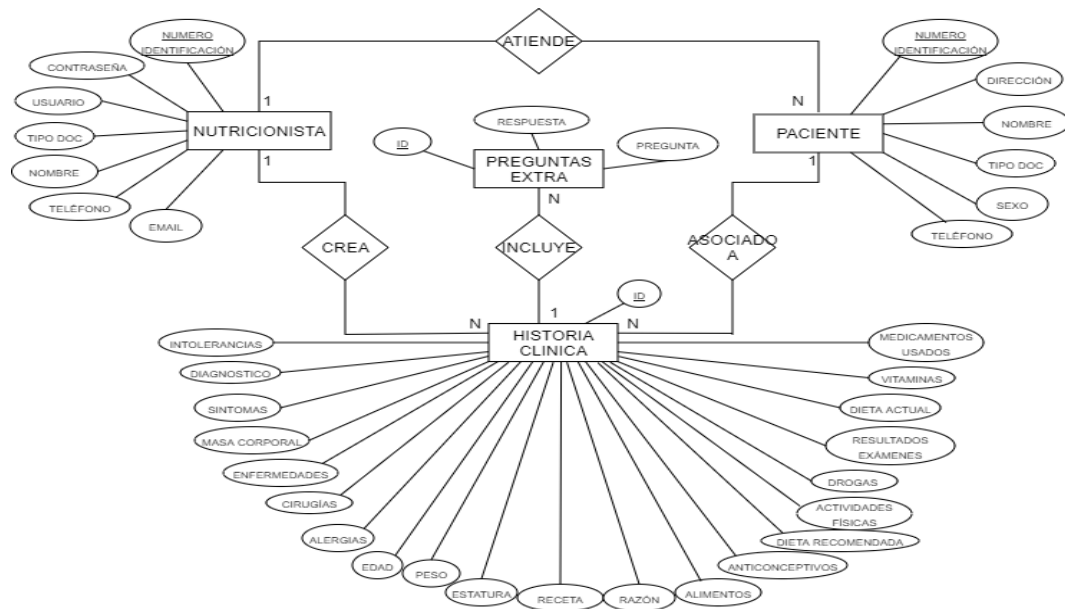 NUMERO
IDENTIFICACIÓN
CONTRASEÑA
USUARIO
TIPO DOC
NOMBRE
TELÉFONO
EMAIL
NUTRICIONISTA
1
1
ATIENDE
N
1
PACIENTE
NUMERO
IDENTIFICACIÓN
DIRECCIÓN
NOMBRE
TIPO DOC
SEXO
TELÉFONO
RESPUESTA
ID
PREGUNTA
PREGUNTAS
EXTRA
N
CREA
INCLUYE
ASOCIADO
A
ID
N
1
N
HISTORIA
CLINICA
INTOLERANCIAS
DIAGNOSTICO
SINTOMAS
MASA CORPORAL
ENFERMEDADES
CIRUGÍAS
ALERGIAS
EDAD
PESO
ESTATURA
RECETA
RAZÓN
ALIMENTOS
ANTICONCEPTIVOS
DIETA RECOMENDADA
ACTIVIDADES
FÍSICAS
DROGAS
RESULTADOS
EXÁMENES
DIETA ACTUAL
VITAMINAS
MEDICAMENTOS
USADOS